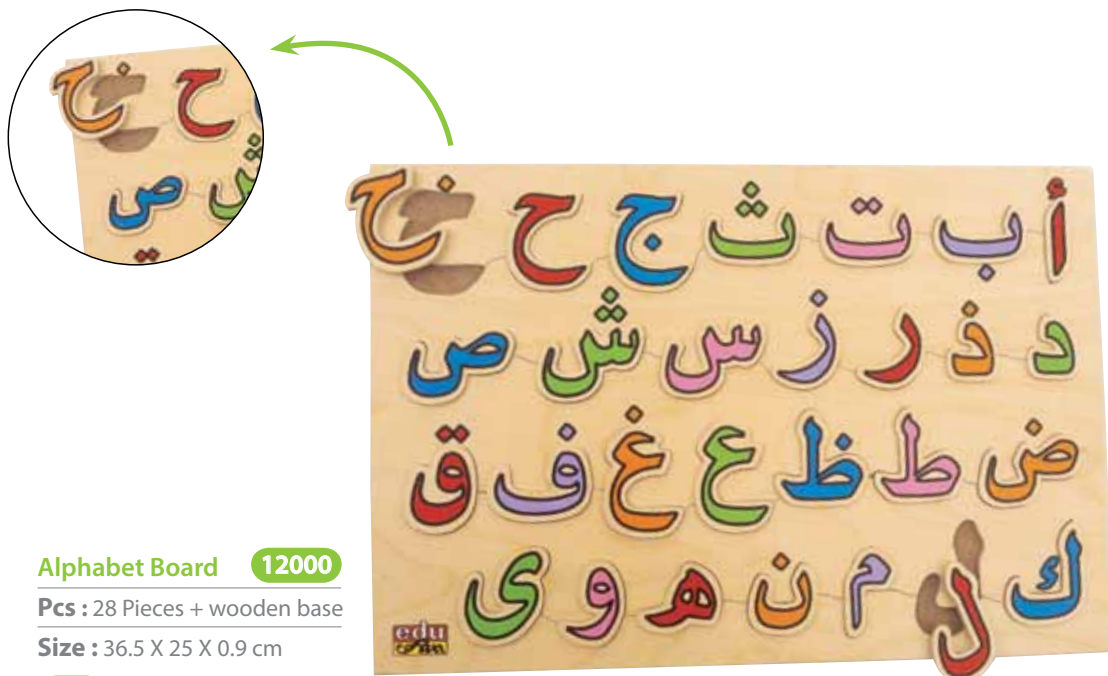 ح خ
ش ص
أ ب ت ث ج ح خ
د ذ ر ز س ش ص
ض ط ظ ع غ ف ق
ك ل م ن هـ و ى
edu
Alphabet Board 12000
Pcs : 28 Pieces + wooden base
Size : 36.5 X 25 X 0.9 cm